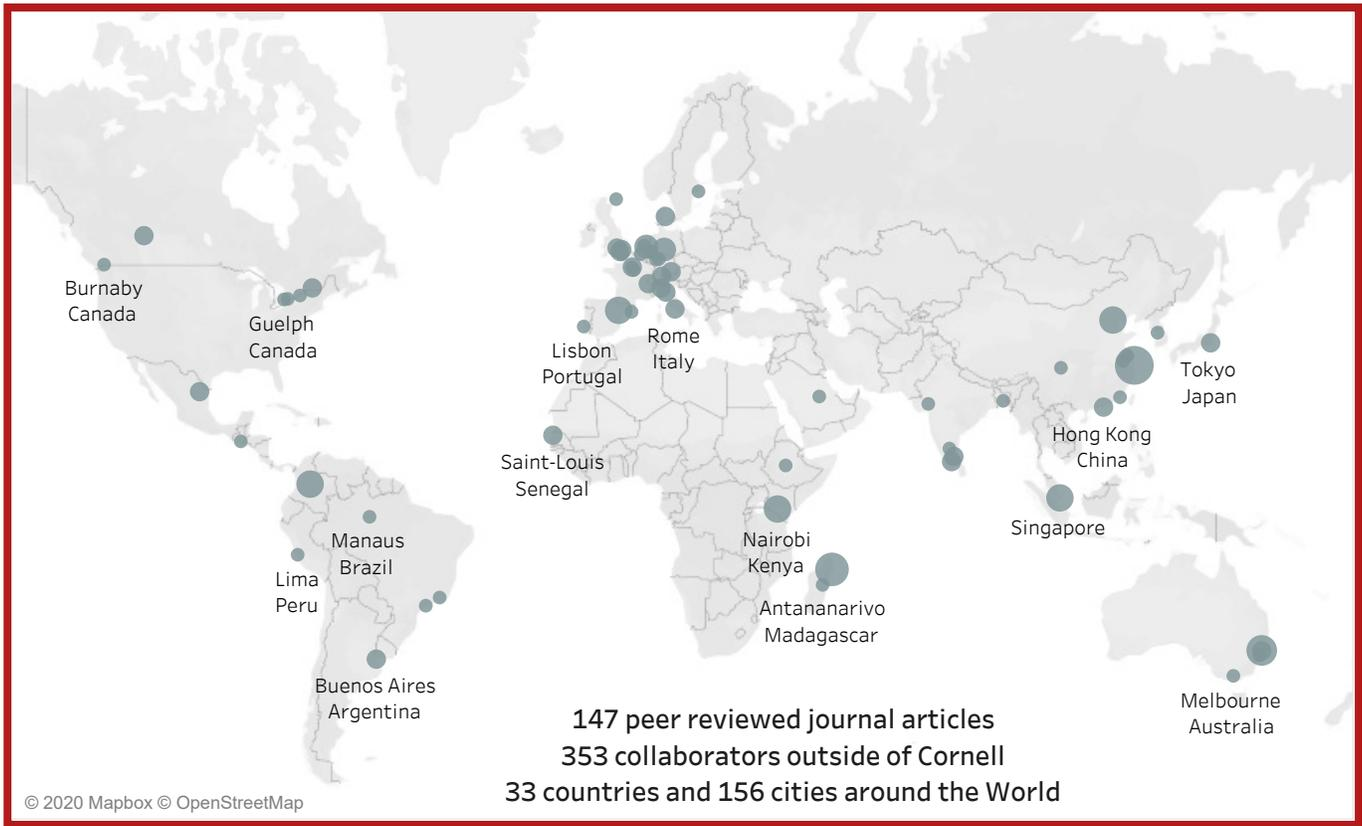 Burnaby
Canada
Guelph
Canada
Lisbon
Portugal
Rome
Italy
Tokyo
Japan
Hong Kong
China
Saint-Louis
Senegal
Singapore
Manaus
Brazil
Nairobi
Kenya
Lima
Peru
Antananarivo
Madagascar
Buenos Aires
Argentina
Melbourne
Australia
147 peer reviewed journal articles
353 collaborators outside of Cornell
33 countries and 156 cities around the World
© 2020 Mapbox © OpenStreetMap